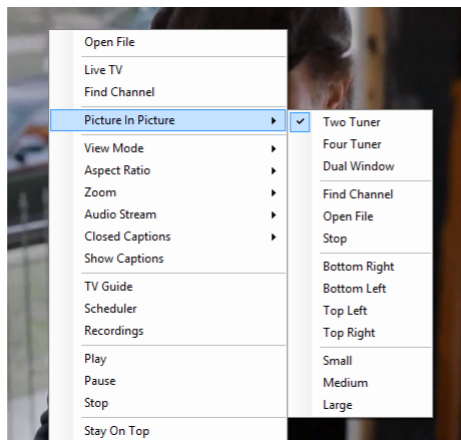 Open File
Live TV
Find Channel
Picture In Picture
View Mode
Aspect Ratio
Zoom
Audio Stream
Closed Captions
Show Captions
TV Guide
Scheduler
Recordings
Play
Pause
Stop
Stay On Top
Two Tuner
Four Tuner
Dual Window
Find Channel
Open File
Stop
Bottom Right
Bottom Left
Top Left
Top Right
Small
Medium
Large